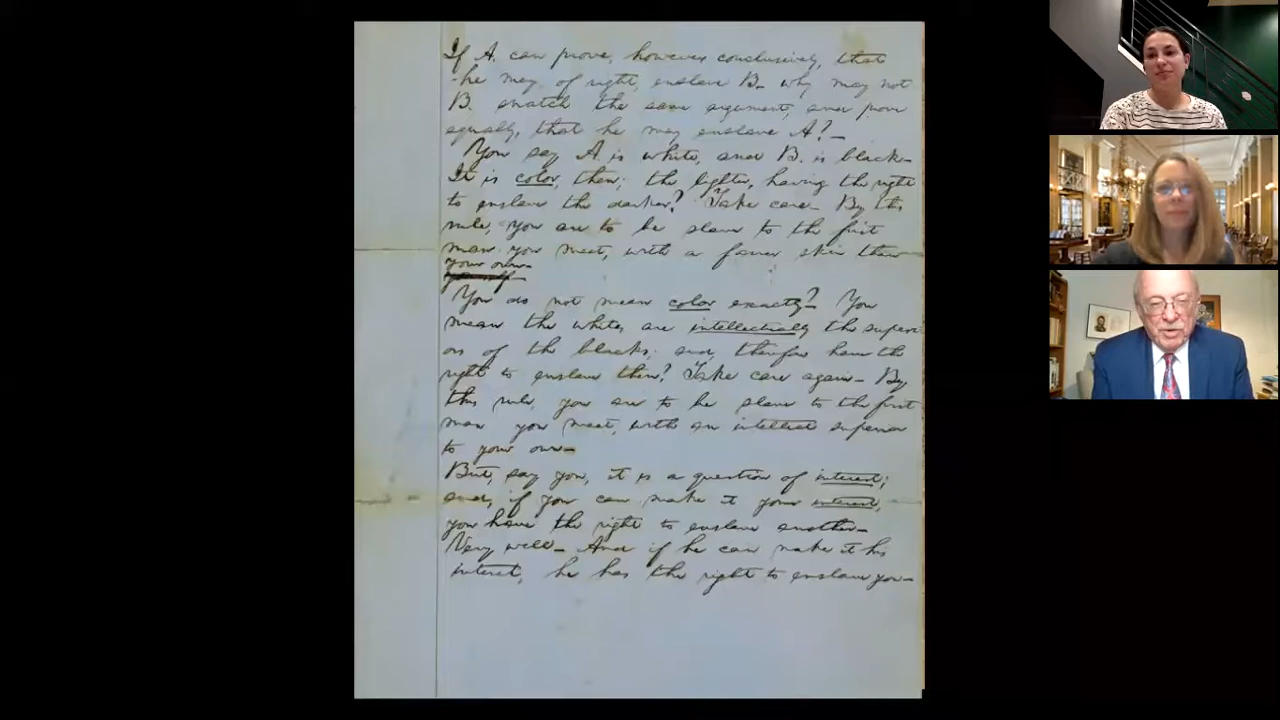 If A. can prove, however conclusively, that
he may, of right, enslave B. why may not
B. snatch the same argument, and prove
equally, that he may enslave A?—
You say A. is white, and B. is black—
It is color, then; the lighter, having the right
to enslave the darker? Take care— By this
rule, you are to be slave to the first
man you meet, with a fairer skin than
your own—
You do not mean color exactly? You
mean the whites are intellectually the superi-
ors of the blacks; and, therefore have the
right to enslave them? Take care again— By
this rule, you are to be slave to the first
man you meet, with an intellect superior
to your own—
But, say you, it is a question of interest;
and, if you can make it your interest,
you have the right to enslave another—
Very well— And if he can make it his
interest, he has the right to enslave you—